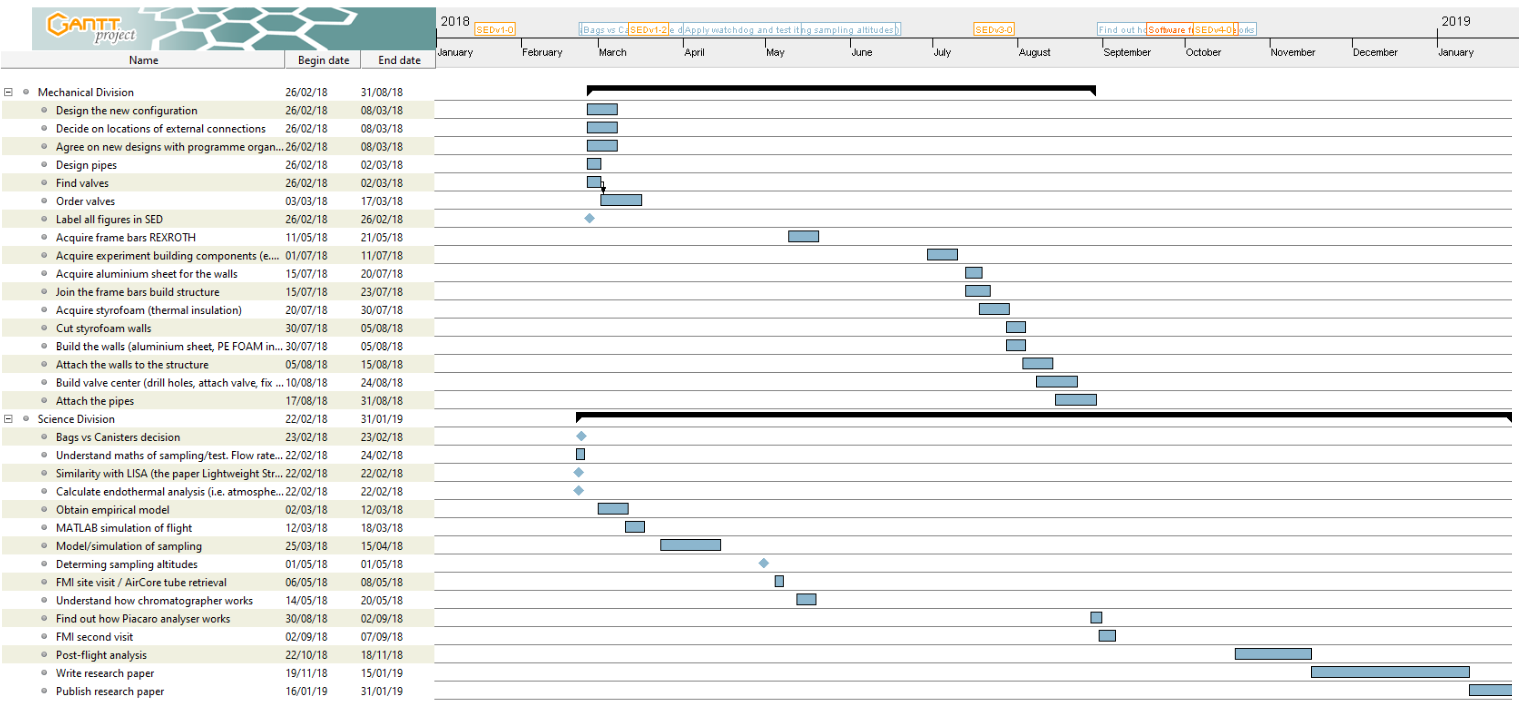 GANTT project
2018
2019
SEDv1-0
Bags vs Ca
SEDv1-2
e d
Apply watchdog and test it
ng sampling altitudes
SEDv3-0
Find out ho
Software fr
SEDv4-0
orks
January February March April May June July August September October November December January
Name Begin date End date
Mechanical Division 26/02/18 31/08/18
Design the new configuration 26/02/18 08/03/18
Decide on locations of external connections 26/02/18 08/03/18
Agree on new designs with programme organ... 26/02/18 08/03/18
Design pipes 26/02/18 02/03/18
Find valves 26/02/18 02/03/18
Order valves 03/03/18 17/03/18
Label all figures in SED 26/02/18 26/02/18
Acquire frame bars REXROTH 11/05/18 21/05/18
Acquire experiment building components (e.... 01/07/18 11/07/18
Acquire aluminium sheet for the walls 15/07/18 20/07/18
Join the frame bars build structure 15/07/18 23/07/18
Acquire styrofoam (thermal insulation) 20/07/18 30/07/18
Cut styrofoam walls 30/07/18 05/08/18
Build the walls (aluminium sheet, PE FOAM in... 30/07/18 05/08/18
Attach the walls to the structure 05/08/18 15/08/18
Build valve center (drill holes, attach valve, fix ... 10/08/18 24/08/18
Attach the pipes 17/08/18 31/08/18
Science Division 22/02/18 31/01/19
Bags vs Canisters decision 23/02/18 23/02/18
Understand maths of sampling/test. Flow rate... 22/02/18 24/02/18
Similarity with LISA (the paper Lightweight Str... 22/02/18 22/02/18
Calculate endothermal analysis (i.e. atmosphe... 22/02/18 22/02/18
Obtain empirical model 02/03/18 12/03/18
MATLAB simulation of flight 12/03/18 18/03/18
Model/simulation of sampling 25/03/18 15/04/18
Determing sampling altitudes 01/05/18 01/05/18
FMI site visit / AirCore tube retrieval 06/05/18 08/05/18
Understand how chromatographer works 14/05/18 20/05/18
Find out how Piacaro analyser works 30/08/18 02/09/18
FMI second visit 02/09/18 07/09/18
Post-flight analysis 22/10/18 18/11/18
Write research paper 19/11/18 15/01/19
Publish research paper 16/01/19 31/01/19